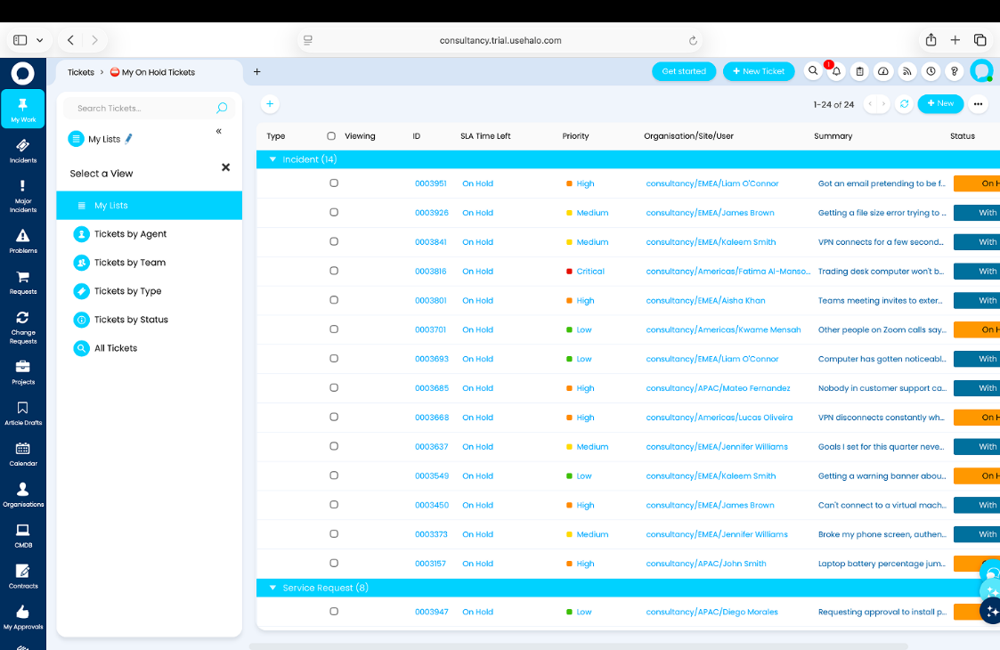 consultancy.trial.usehalo.com
Tickets > My On Hold Tickets
+
Get started
+ New Ticket
1
My Work
Incidents
Major
Incidents
Problems
Requests
Change
Requests
Projects
Article Drafts
Calendar
Organisations
CMDB
Contracts
My Approvals
Search Tickets...
My Lists
«
Select a View
My Lists
Tickets by Agent
Tickets by Team
Tickets by Type
Tickets by Status
All Tickets
1-24 of 24
+ New
Type Viewing ID SLA Time Left Priority Organisation/Site/User Summary Status
Incident (14)
0003951 On Hold High consultancy/EMEA/Liam O'Connor Got an email pretending to be f... On H
0003926 On Hold Medium consultancy/EMEA/James Brown Getting a file size error trying to ... With
0003841 On Hold Medium consultancy/EMEA/Kaleem Smith VPN connects for a few second... With
0003816 On Hold Critical consultancy/Americas/Fatima Al-Manso... Trading desk computer won't b... With
0003801 On Hold High consultancy/EMEA/Aisha Khan Teams meeting invites to exter... With
0003701 On Hold Low consultancy/Americas/Kwame Mensah Other people on Zoom calls say... On H
0003693 On Hold Low consultancy/EMEA/Liam O'Connor Computer has gotten noticeabl... With
0003685 On Hold High consultancy/APAC/Mateo Fernandez Nobody in customer support ca... With
0003668 On Hold High consultancy/Americas/Lucas Oliveira VPN disconnects constantly wh... On H
0003637 On Hold Medium consultancy/EMEA/Jennifer Williams Goals I set for this quarter neve... With
0003549 On Hold Low consultancy/EMEA/Kaleem Smith Getting a warning banner abou... On H
0003450 On Hold High consultancy/EMEA/James Brown Can't connect to a virtual mach... With
0003373 On Hold Medium consultancy/EMEA/Jennifer Williams Broke my phone screen, authen... With
0003157 On Hold High consultancy/APAC/John Smith Laptop battery percentage jum...
Service Request (8)
0003947 On Hold Low consultancy/APAC/Diego Morales Requesting approval to install p...